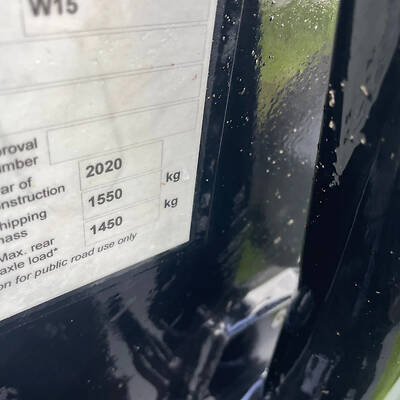 W15
proval
umber
ar of
nstruction 2020
hipping
mass 1550 kg
Max. rear
axle load* 1450 kg
on for public road use only